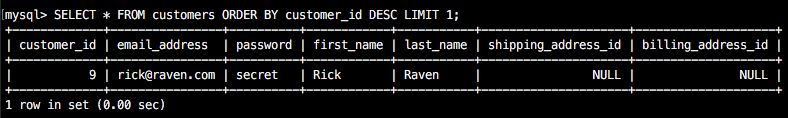 [mysql> SELECT * FROM customers ORDER BY customer_id DESC LIMIT 1;
+-------------+----------------+----------+------------+-----------+---------------------+--------------------+
| customer_id | email_address  | password | first_name | last_name | shipping_address_id | billing_address_id |
+-------------+----------------+----------+------------+-----------+---------------------+--------------------+
|           9 | rick@raven.com | secret   | Rick       | Raven     |                NULL |               NULL |
+-------------+----------------+----------+------------+-----------+---------------------+--------------------+
1 row in set (0.00 sec)